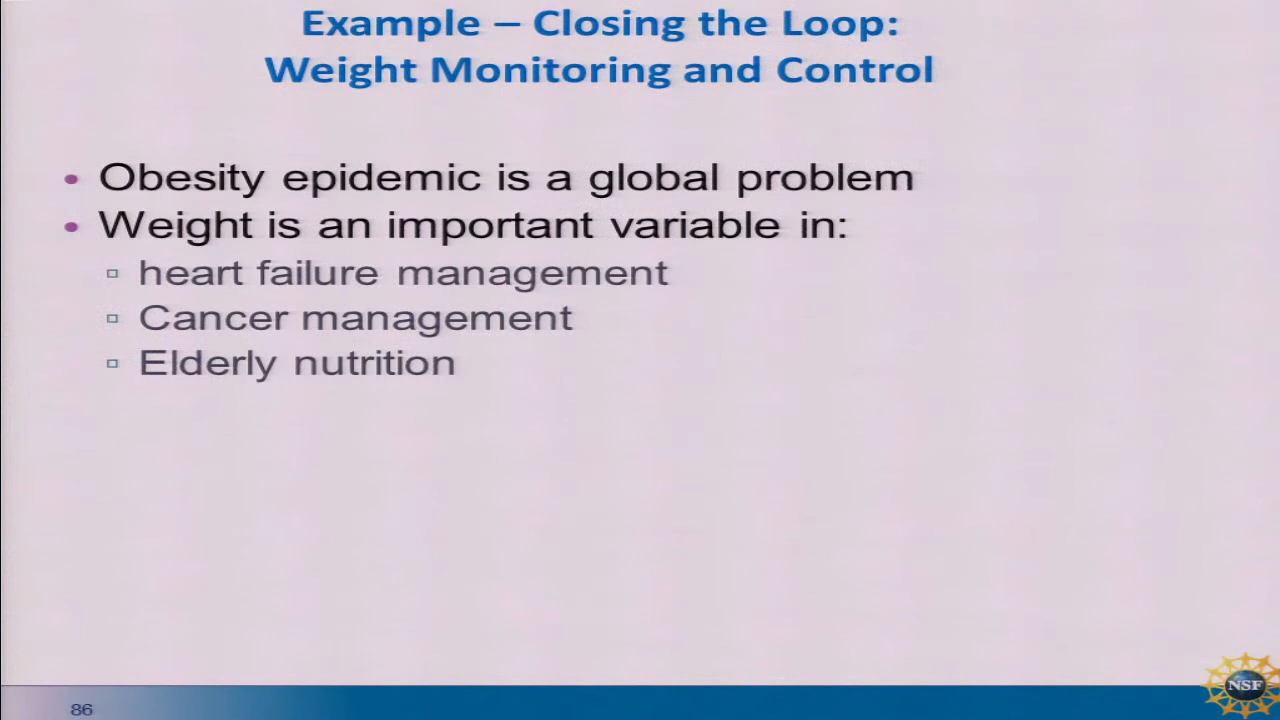 Example – Closing the Loop:
Weight Monitoring and Control
• Obesity epidemic is a global problem
• Weight is an important variable in:
▫ heart failure management
▫ Cancer management
▫ Elderly nutrition
86
NSF